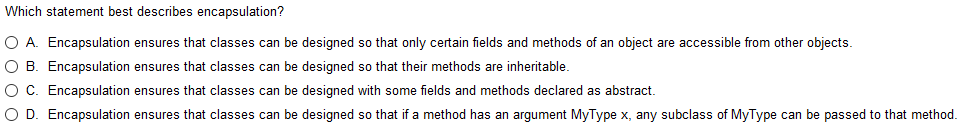 Which statement best describes encapsulation?
A. Encapsulation ensures that classes can be designed so that only certain fields and methods of an object are accessible from other objects.
B. Encapsulation ensures that classes can be designed so that their methods are inheritable.
C. Encapsulation ensures that classes can be designed with some fields and methods declared as abstract.
D. Encapsulation ensures that classes can be designed so that if a method has an argument MyType x, any subclass of MyType can be passed to that method.